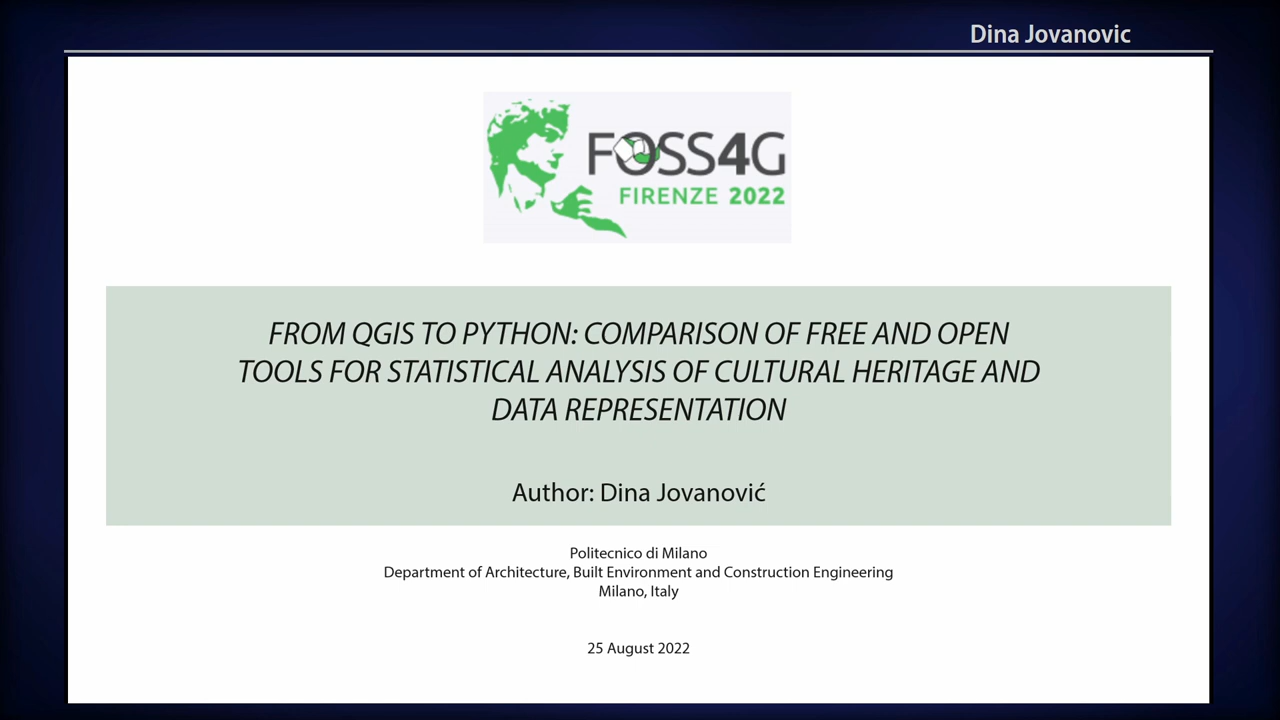 Dina Jovanovic
FOSS4G
FIRENZE 2022
FROM QGIS TO PYTHON: COMPARISON OF FREE AND OPEN
TOOLS FOR STATISTICAL ANALYSIS OF CULTURAL HERITAGE AND
DATA REPRESENTATION
Author: Dina Jovanović
Politecnico di Milano
Department of Architecture, Built Environment and Construction Engineering
Milano, Italy
25 August 2022